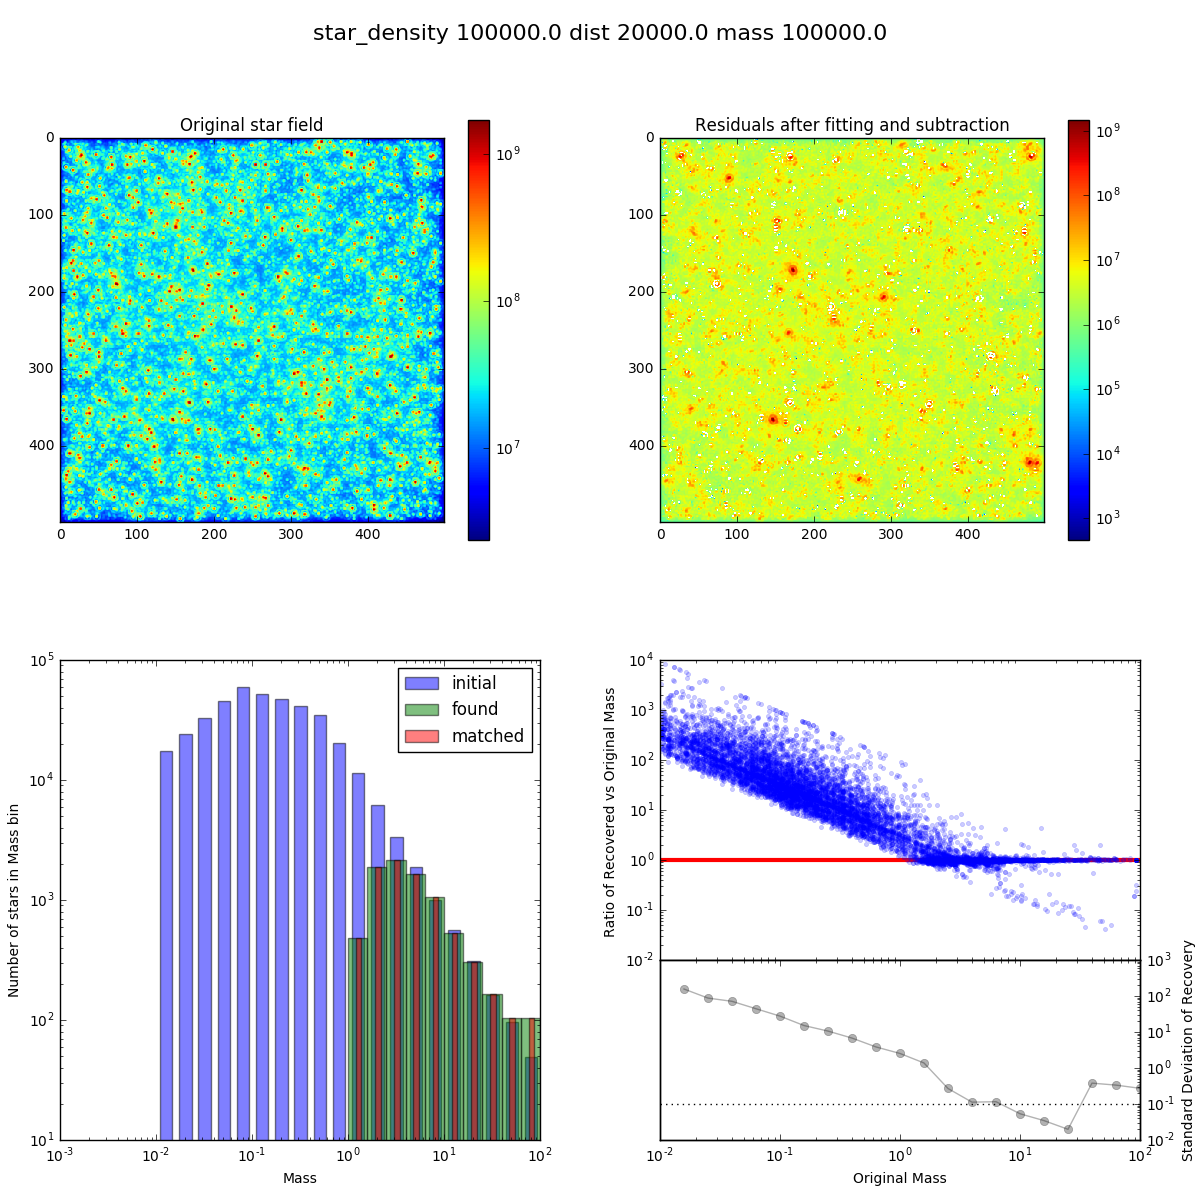 star_density 100000.0 dist 20000.0 mass 100000.0
Original star field
0
100
200
300
400
0 100 200 300 400
10^9
10^8
10^7
Residuals after fitting and subtraction
0
100
200
300
400
0 100 200 300 400
10^9
10^8
10^7
10^6
10^5
10^4
10^3
Number of stars in Mass bin
10^5
10^4
10^3
10^2
10^1
initial
found
matched
10^-3 10^-2 10^-1 10^0 10^1 10^2
Mass
Ratio of Recovered vs Original Mass
10^4
10^3
10^2
10^1
10^0
10^-1
10^-2
10^3
10^2
10^1
10^0
10^-1
10^-2
Standard Deviation of Recovery
10^-2 10^-1 10^0 10^1 10^2
Original Mass